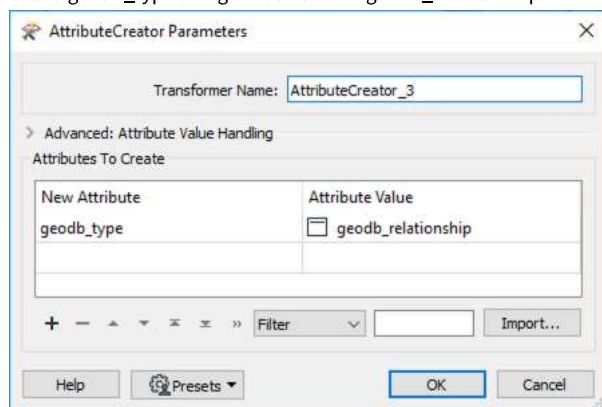 AttributeCreator Parameters
Transformer Name: AttributeCreator_3
Advanced: Attribute Value Handling
Attributes To Create
New Attribute Attribute Value
geodb_type geodb_relationship
Filter Import...
Help Presets OK Cancel